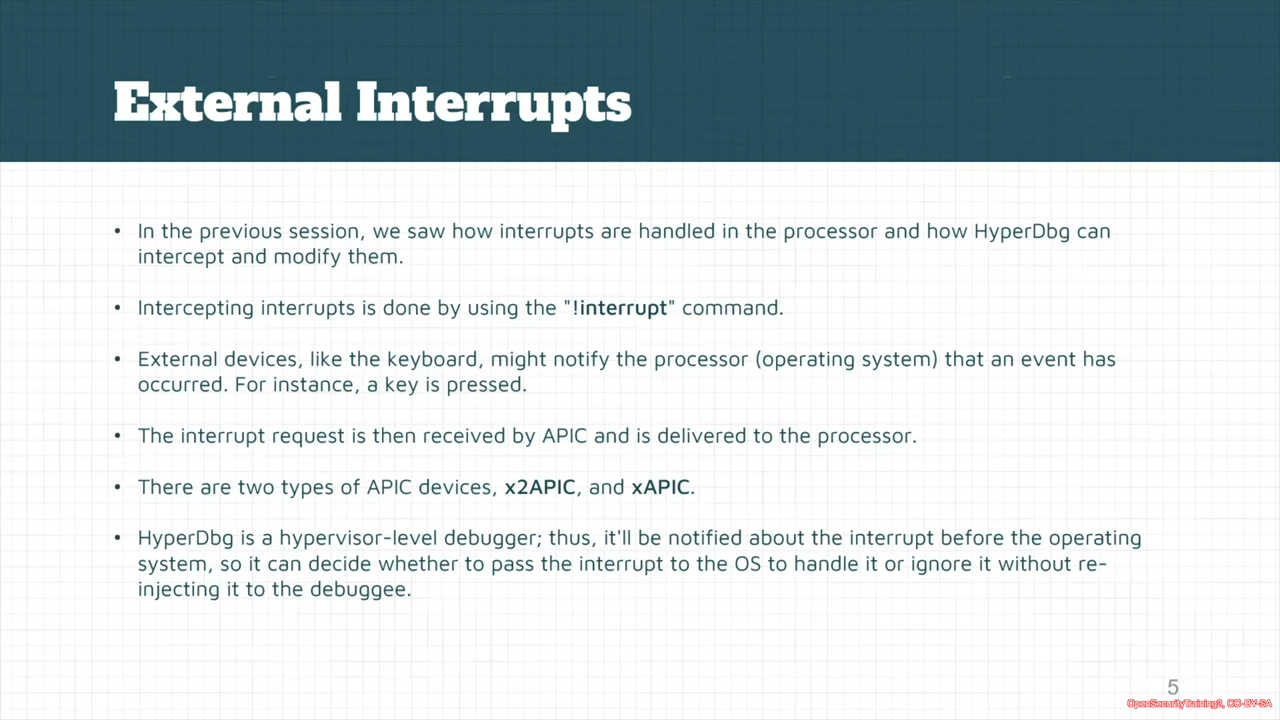 External Interrupts
• In the previous session, we saw how interrupts are handled in the processor and how HyperDbg can
intercept and modify them.
• Intercepting interrupts is done by using the "!interrupt" command.
• External devices, like the keyboard, might notify the processor (operating system) that an event has
occurred. For instance, a key is pressed.
• The interrupt request is then received by APIC and is delivered to the processor.
• There are two types of APIC devices, x2APIC, and xAPIC.
• HyperDbg is a hypervisor-level debugger; thus, it'll be notified about the interrupt before the operating
system, so it can decide whether to pass the interrupt to the OS to handle it or ignore it without re-
injecting it to the debuggee.
5
OpenSecurityTraining2, CC-BY-SA